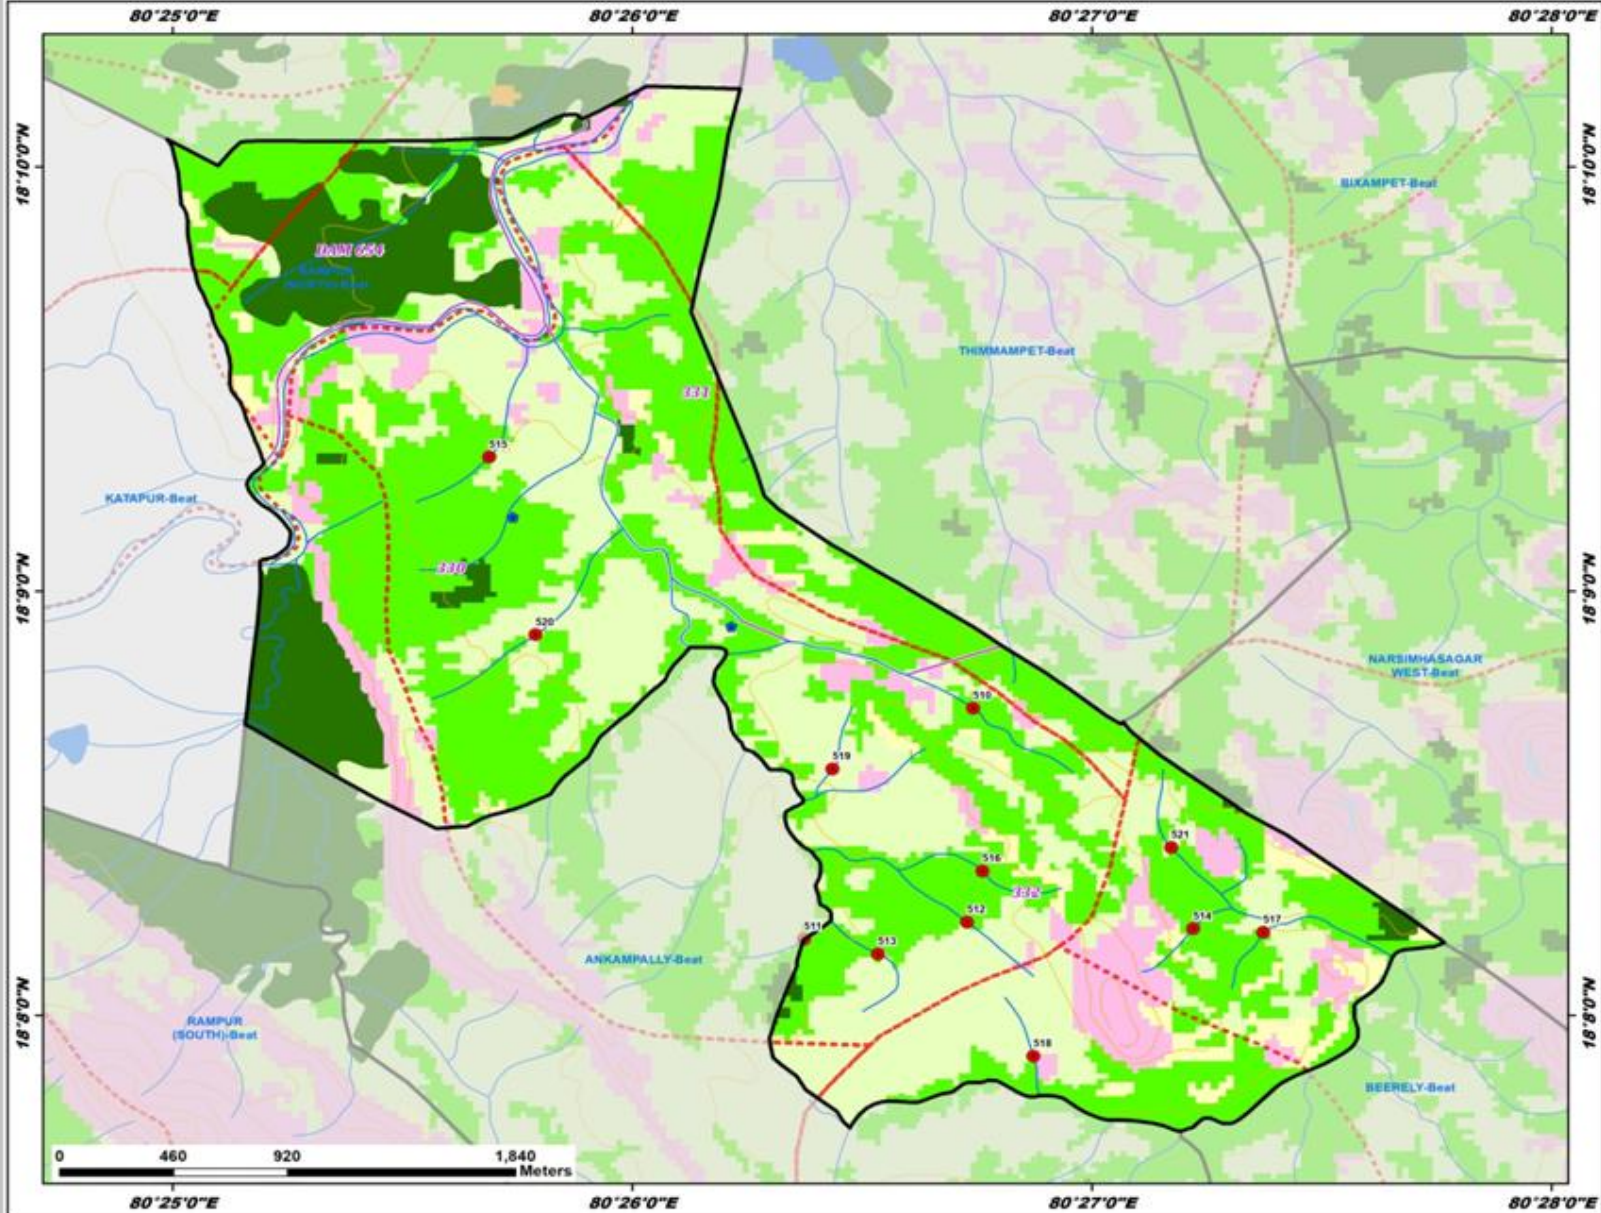 80°25'0"E 80°26'0"E 80°27'0"E 80°28'0"E
18°10'0"N
18°10'0"N
BIXAMPET-Beat
DAM 654
(NORTH)-Beat
THIMMAMPET-Beat
331
515
KATAPUR-Beat
330
18°9'0"N
18°9'0"N
520
NARSIMHASAGAR
WEST-Beat
510
519
521
516
332
512
514
517
511
513
ANKAMPALLY-Beat
18°8'0"N
18°8'0"N
RAMPUR
(SOUTH)-Beat
518
BEERELY-Beat
0 460 920 1,840
Meters
80°25'0"E 80°26'0"E 80°27'0"E 80°28'0"E